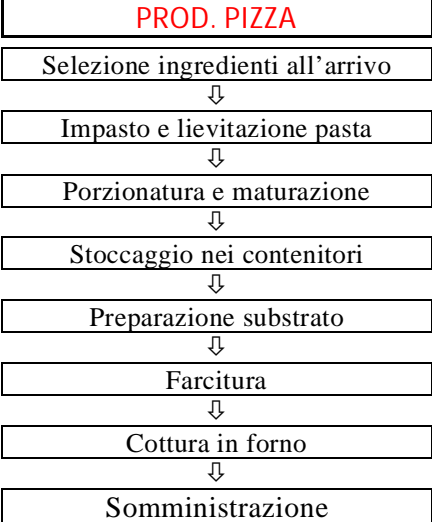 PROD. PIZZA
Selezione ingredienti all’arrivo
Impasto e lievitazione pasta
Porzionatura e maturazione
Stoccaggio nei contenitori
Preparazione substrato
Farcitura
Cottura in forno
Somministrazione